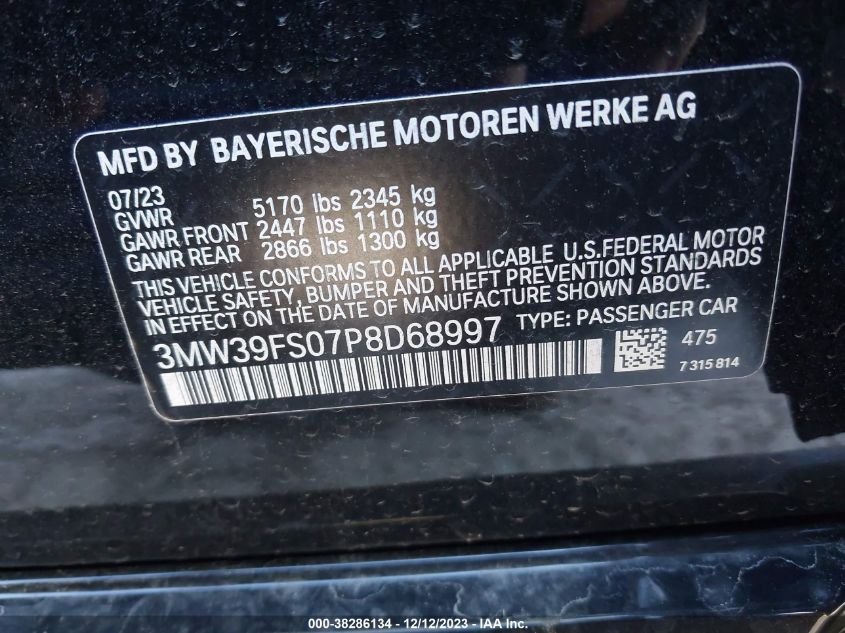 MFD BY BAYERISCHE MOTOREN WERKE AG
07/23
GVWR 5170 lbs 2345 kg
GAWR FRONT 2447 lbs 1110 kg
GAWR REAR 2866 lbs 1300 kg
THIS VEHICLE CONFORMS TO ALL APPLICABLE U.S.FEDERAL MOTOR
VEHICLE SAFETY, BUMPER AND THEFT PREVENTION STANDARDS
IN EFFECT ON THE DATE OF MANUFACTURE SHOWN ABOVE.
3MW39FS07P8D68997 TYPE: PASSENGER CAR
475
7 315 814
000-38286134 - 12/12/2023 - IAA Inc.